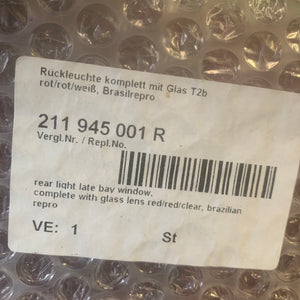 Rückleuchte komplett mit Glas T2b
rot/rot/weiß, Brasilrepro
211 945 001 R
Vergl.Nr. / Repl.No.
rear light late bay window,
complete with glass lens red/red/clear, brazilian
repro
VE: 1 St